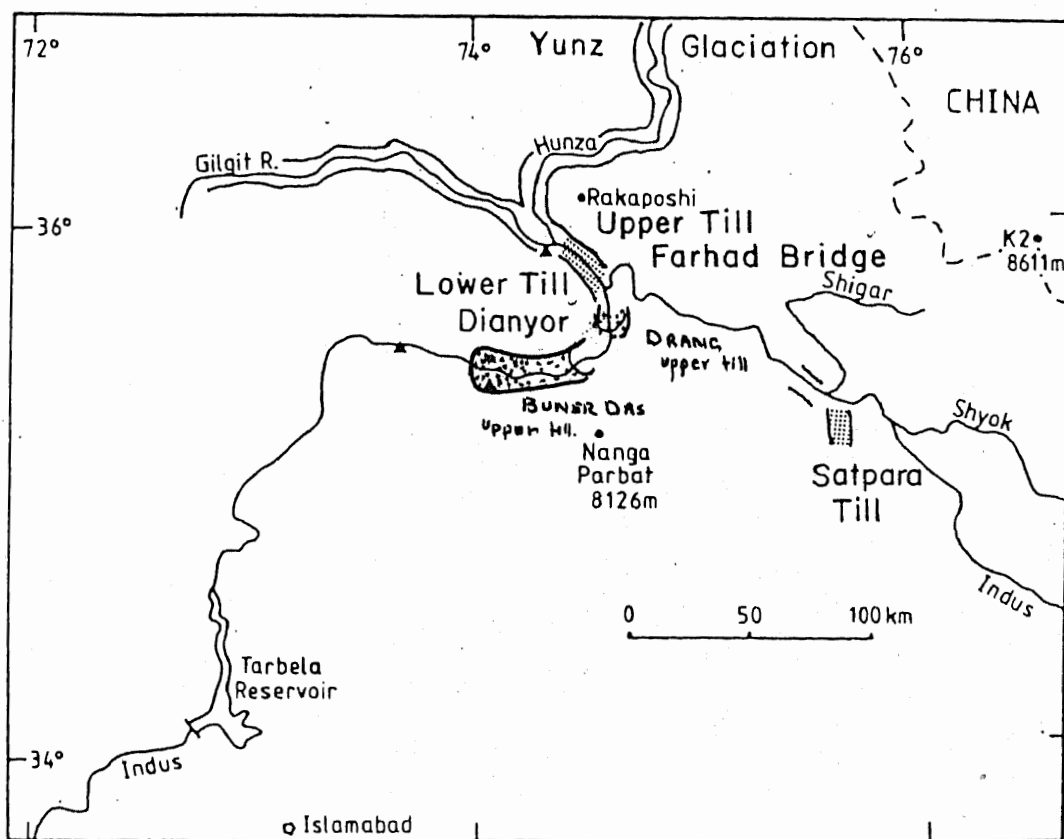 72°
74°
76°
Yunz Glaciation
CHINA
Hunza
Gilgit R.
Rakaposhi
36°
Upper Till
Farhad Bridge
K2
8611m
Shigar
Lower Till
Dianyor
DRANG
upper till
BUNER DAS
upper till.
Nanga
Parbat
8126m
Shyok
Satpara
Till
Indus
0 50 100 km
Tarbela
Reservoir
34°
Indus
Islamabad